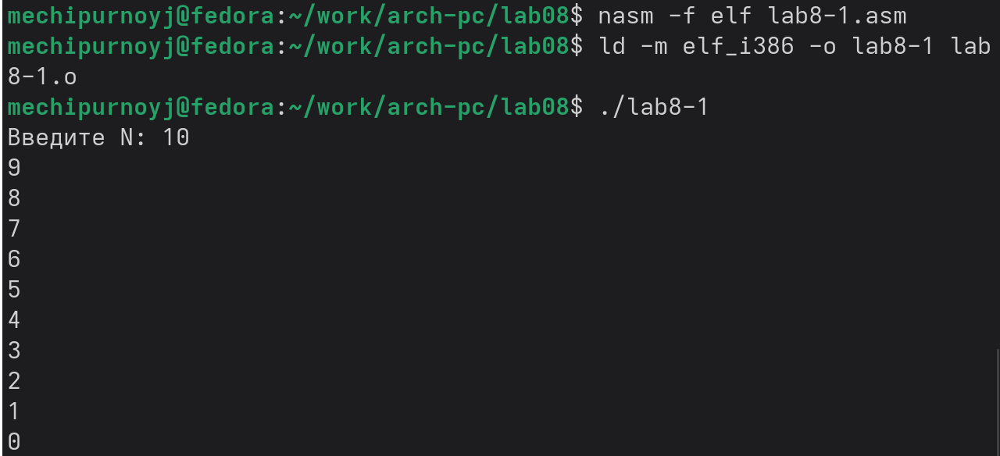 mechipurnoyj@fedora:~/work/arch-pc/lab08$ nasm -f elf lab8-1.asm
mechipurnoyj@fedora:~/work/arch-pc/lab08$ ld -m elf_i386 -o lab8-1 lab
8-1.o
mechipurnoyj@fedora:~/work/arch-pc/lab08$ ./lab8-1
Введите N: 10
9
8
7
6
5
4
3
2
1
0